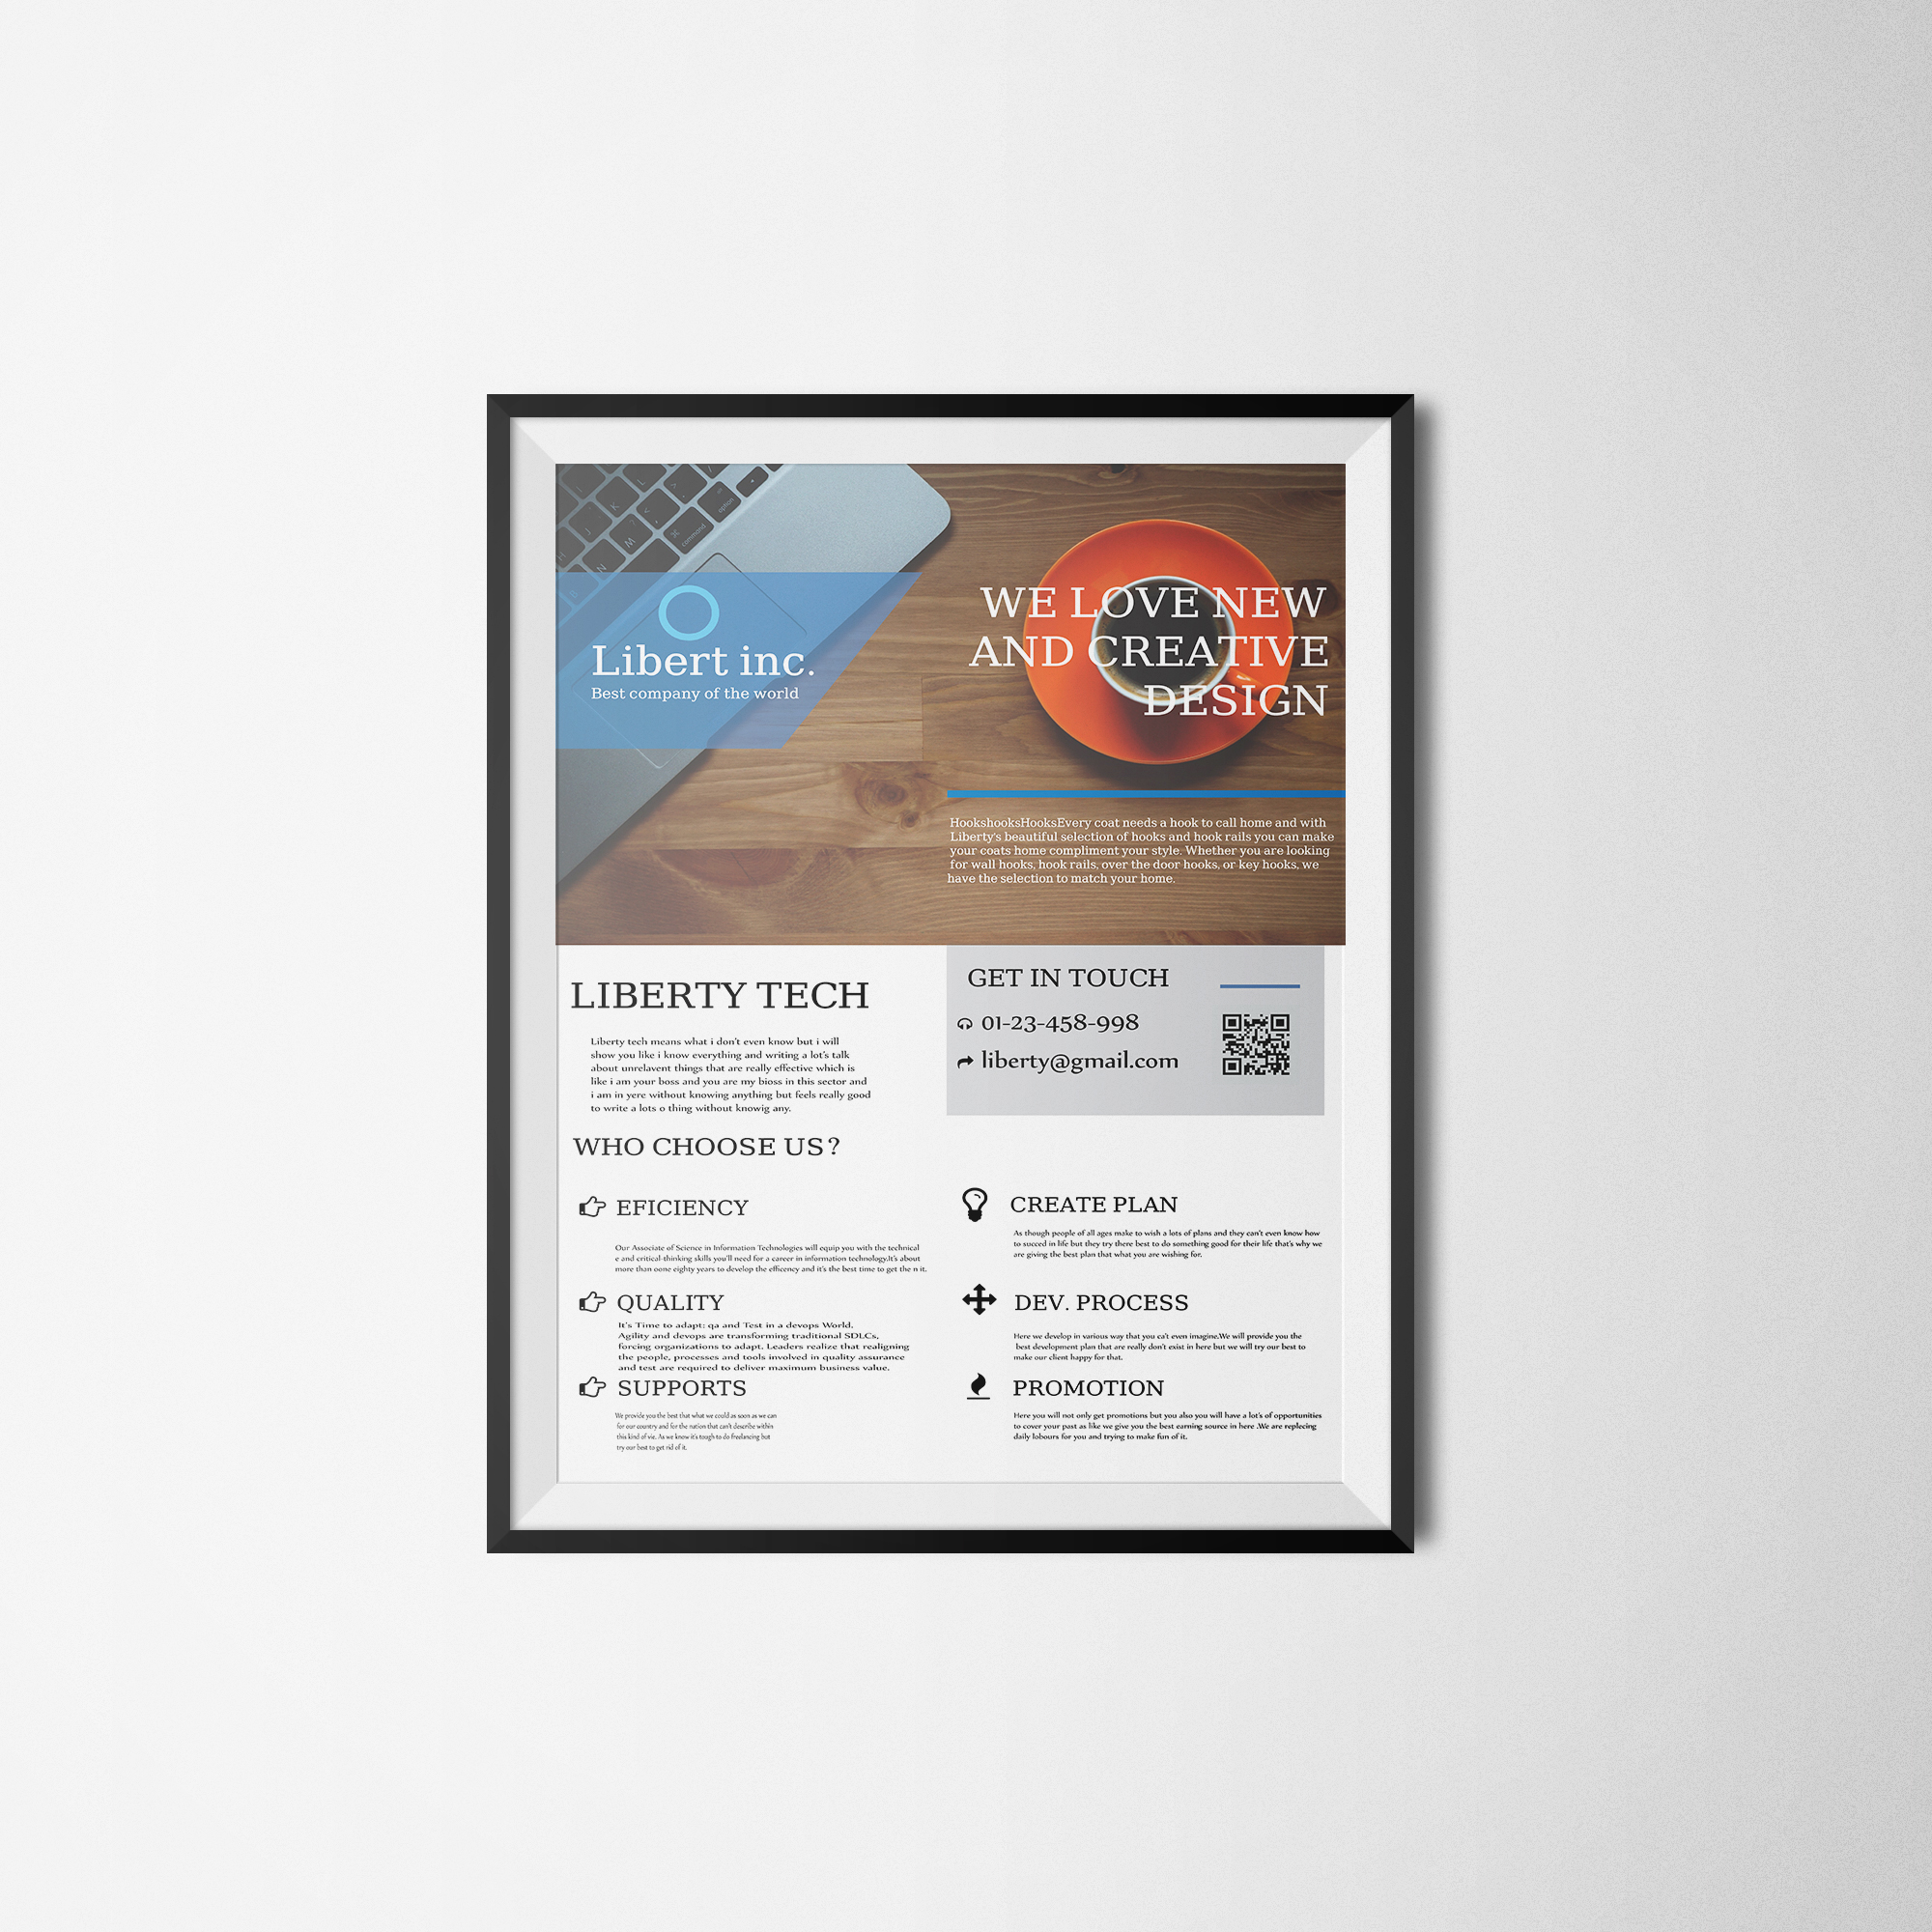 Libert inc.
Best company of the world
WE LOVE NEW
AND CREATIVE
DESIGN
HookshooksHooksEvery coat needs a hook to call home and with
Liberty's beautiful selection of hooks and hook rails you can make
your coats home compliment your style. Whether you are looking
for wall hooks, hook rails, over the door hooks, or key hooks, we
have the selection to match your home.
LIBERTY TECH
Liberty tech means what i don't even know but i will
show you like i know everything and writing a lot's talk
about unrelavent things that are really effective which is
like i am your boss and you are my bioss in this sector and
i am in yere without knowing anything but feels really good
to write a lots o thing without knowig any.
GET IN TOUCH
01-23-458-998
liberty@gmail.com
WHO CHOOSE US?
EFICIENCY
Our Associate of Science in Information Technologies will equip you with the technical
e and critical-thinking skills you'll need for a career in information technology.It's about
more than oone eighty years to develop the efficency and it's the best time to get the n it.
QUALITY
It's Time to adapt: qa and Test in a devops World.
Agility and devops are transforming traditional SDLCs,
forcing organizations to adapt. Leaders realize that realigning
the people, processes and tools involved in quality assurance
and test are required to deliver maximum business value.
SUPPORTS
We provide you the best that what we could as soon as we can
for our country and for the nation that can't describe within
this kind of vie. As we know it's tough to do freelancing but
try our best to get rid of it.
CREATE PLAN
As though people of all ages make to wish a lots of plans and they can't even know how
to succed in life but they try there best to do something good for their life that's why we
are giving the best plan that what you are wishing for.
DEV. PROCESS
Here we develop in various way that you ca't even imagine.We will provide you the
best development plan that are really don't exist in here but we will try our best to
make our client happy for that.
PROMOTION
Here you will not only get promotions but you also you will have a lot's of opportunities
to cover your past as like we give you the best earning source in here .We are replecing
daily lobours for you and trying to make fun of it.